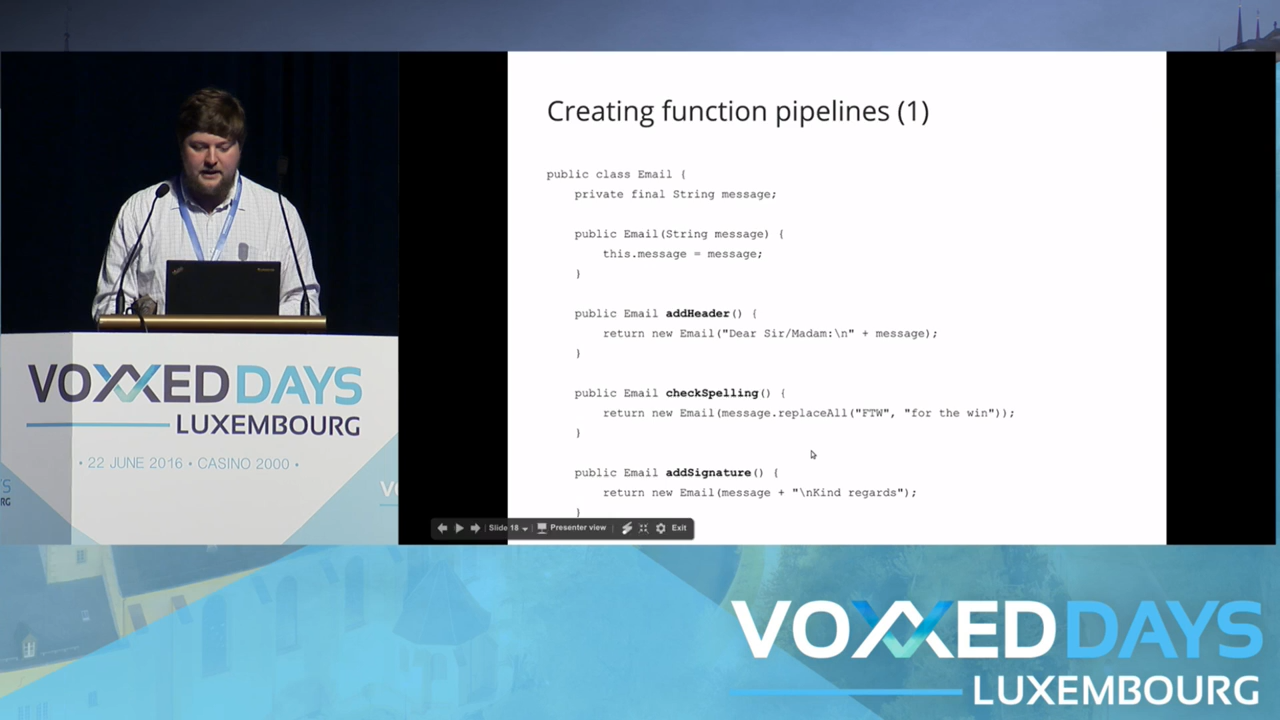 Creating function pipelines (1)
public class Email {
private final String message;
public Email(String message) {
this.message = message;
}
public Email addHeader() {
return new Email("Dear Sir/Madam:\n" + message);
}
public Email checkSpelling() {
return new Email(message.replaceAll("FTW", "for the win"));
}
public Email addSignature() {
return new Email(message + "\nKind regards");
}
Slide 18
Presenter view
Exit
VOXXED DAYS
LUXEMBOURG
• 22 JUNE 2016 • CASINO 2000 •
VOXXED DAYS
LUXEMBOURG